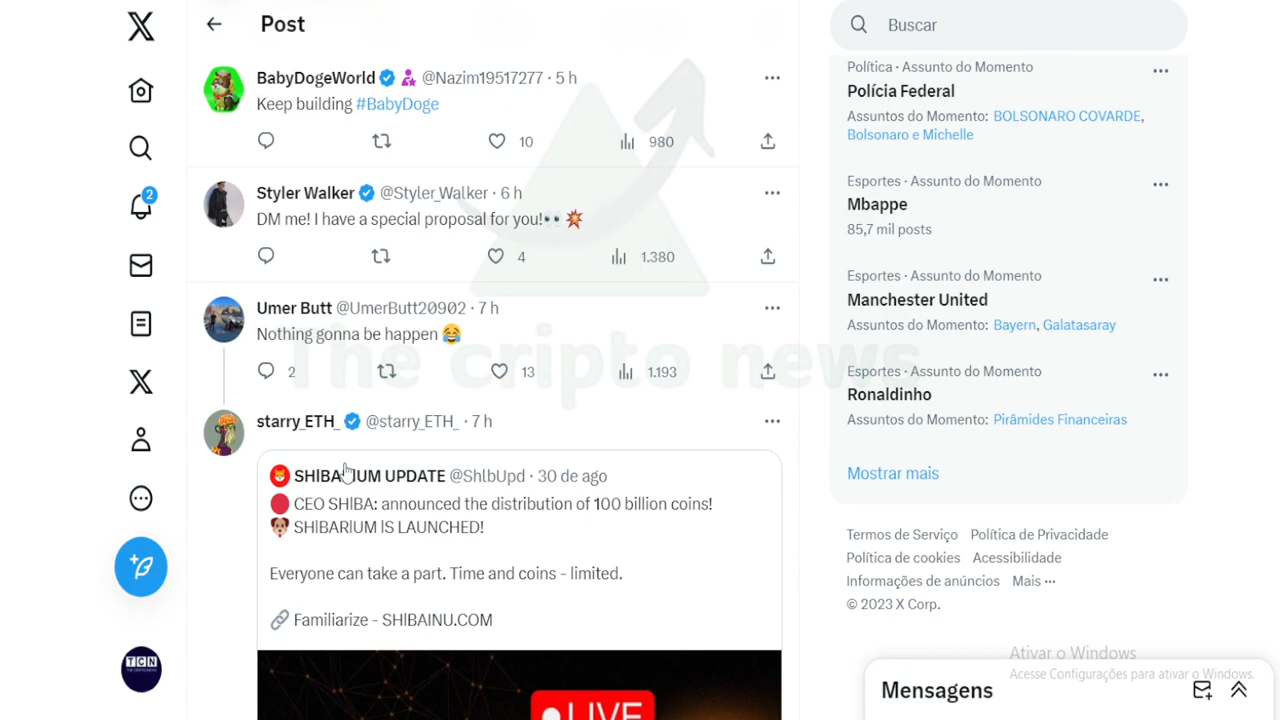 Post
Buscar
BabyDogeWorld @Nazim19517277 · 5 h
Keep building #BabyDoge
10 980
Styler Walker @Styler_Walker · 6 h
DM me! I have a special proposal for you!👀💥
4 1.380
Umer Butt @UmerButt20902 · 7 h
Nothing gonna be happen 😂
2 13 1.193
starry_ETH_ @starry_ETH_ · 7 h
SHIBARIUM UPDATE @ShlbUpd · 30 de ago
🔴 CEO SHIBA: announced the distribution of 100 billion coins!
🐶 SHIBARIUM IS LAUNCHED!
Everyone can take a part. Time and coins - limited.
🔗 Familiarize - SHIBAINU.COM
LIVE
The cripto news
2
TCN
Política · Assunto do Momento
Polícia Federal
Assuntos do Momento: BOLSONARO COVARDE,
Bolsonaro e Michelle
Esportes · Assunto do Momento
Mbappe
85,7 mil posts
Esportes · Assunto do Momento
Manchester United
Assuntos do Momento: Bayern, Galatasaray
Esportes · Assunto do Momento
Ronaldinho
Assuntos do Momento: Pirâmides Financeiras
Mostrar mais
Termos de Serviço Política de Privacidade
Política de cookies Acessibilidade
Informações de anúncios Mais ···
© 2023 X Corp.
Ativar o Windows
Acesse Configurações para ativar o Windows.
Mensagens